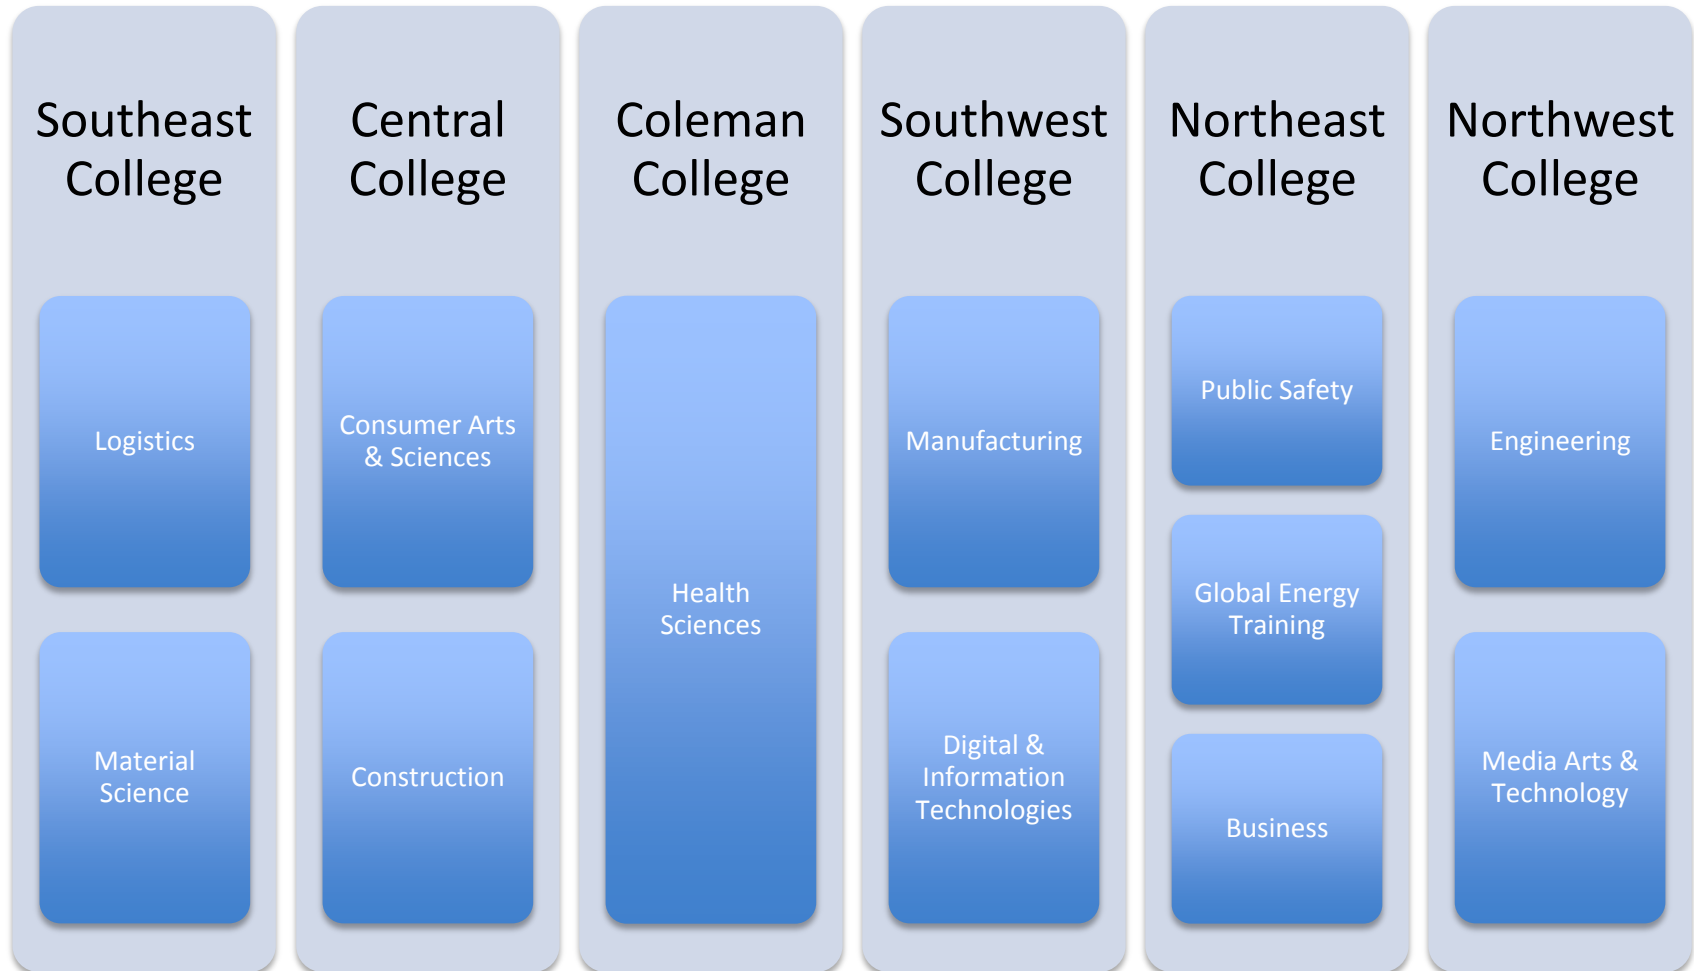 Southeast
College
Logistics
Material
Science
Central
College
Consumer Arts
& Sciences
Construction
Coleman
College
Health
Sciences
Southwest
College
Manufacturing
Digital &
Information
Technologies
Northeast
College
Public Safety
Global Energy
Training
Business
Northwest
College
Engineering
Media Arts &
Technology